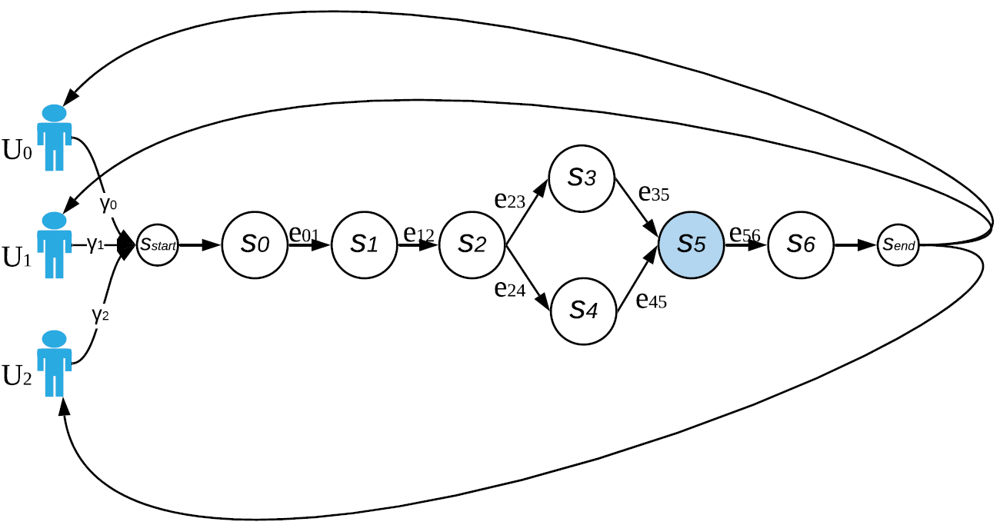 U0
γ0
U1
γ1
Sstart
S0
e01
S1
e12
S2
e23
S3
e35
e24
S4
e45
S5
e56
S6
Send
γ2
U2